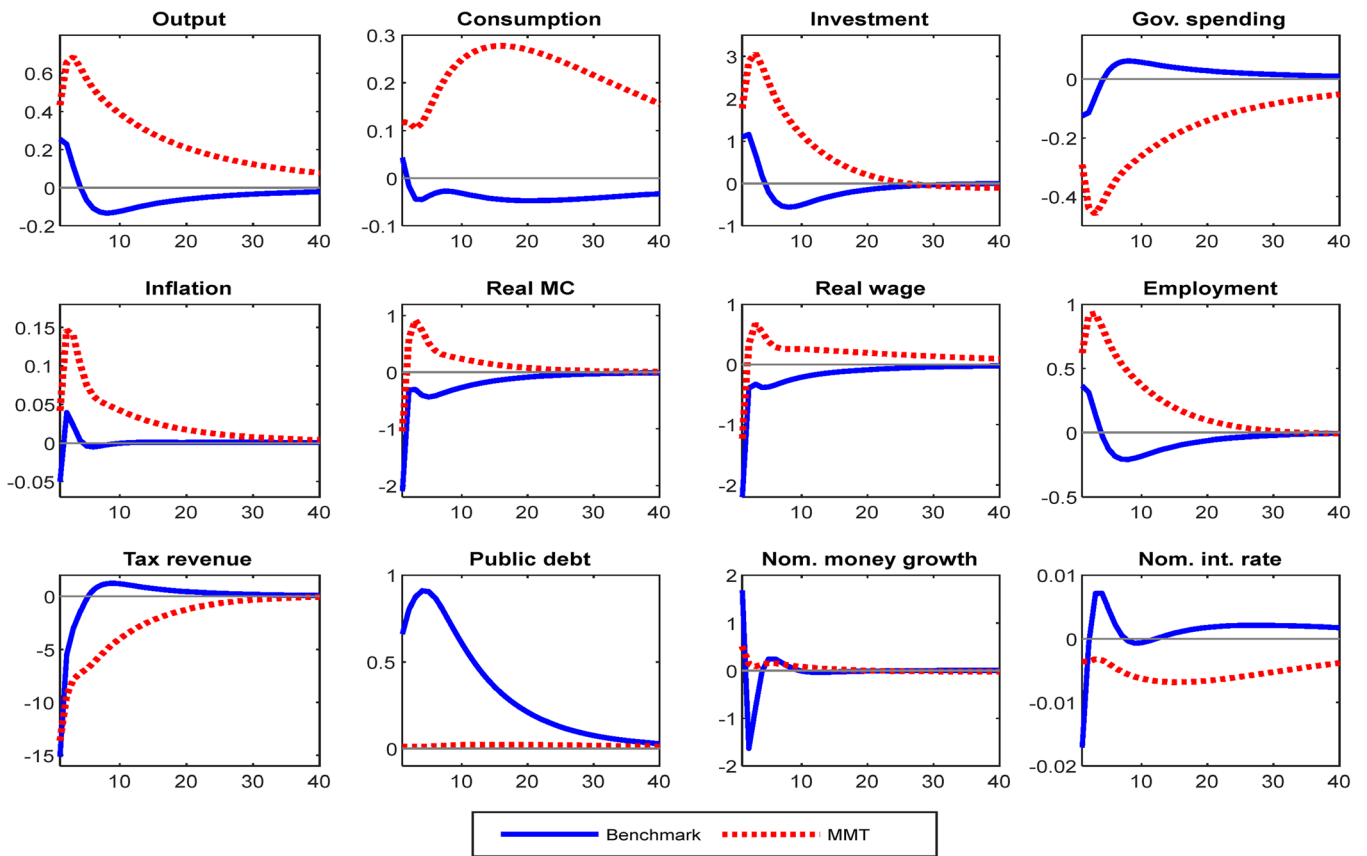 Output
Consumption
Investment
Gov. spending
0.6
0.4
0.2
0
-0.2
10 20 30 40
0.3
0.2
0.1
0
-0.1
10 20 30 40
3
2
1
0
-1
10 20 30 40
0
-0.2
-0.4
10 20 30 40
Inflation
Real MC
Real wage
Employment
0.15
0.1
0.05
0
-0.05
10 20 30 40
1
0
-1
-2
10 20 30 40
1
0
-1
-2
10 20 30 40
1
0.5
0
-0.5
10 20 30 40
Tax revenue
Public debt
Nom. money growth
Nom. int. rate
0
-5
-10
-15
10 20 30 40
1
0.5
0
10 20 30 40
2
1
0
-1
-2
10 20 30 40
0.01
0
-0.01
-0.02
10 20 30 40
Benchmark MMT